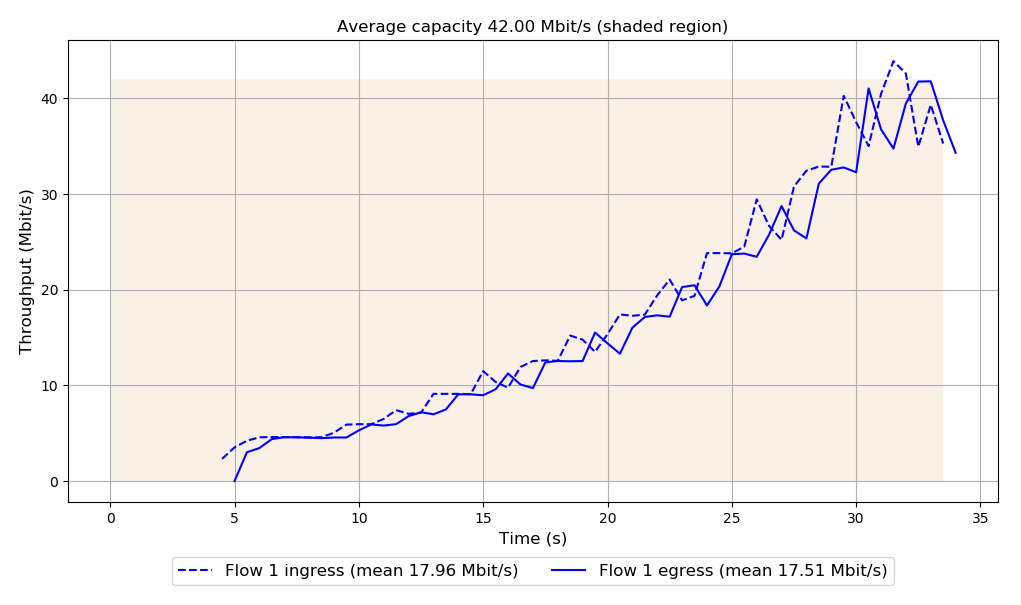 Average capacity 42.00 Mbit/s (shaded region)
Throughput (Mbit/s)
40
30
20
10
0
0 5 10 15 20 25 30 35
Time (s)
Flow 1 ingress (mean 17.96 Mbit/s) Flow 1 egress (mean 17.51 Mbit/s)